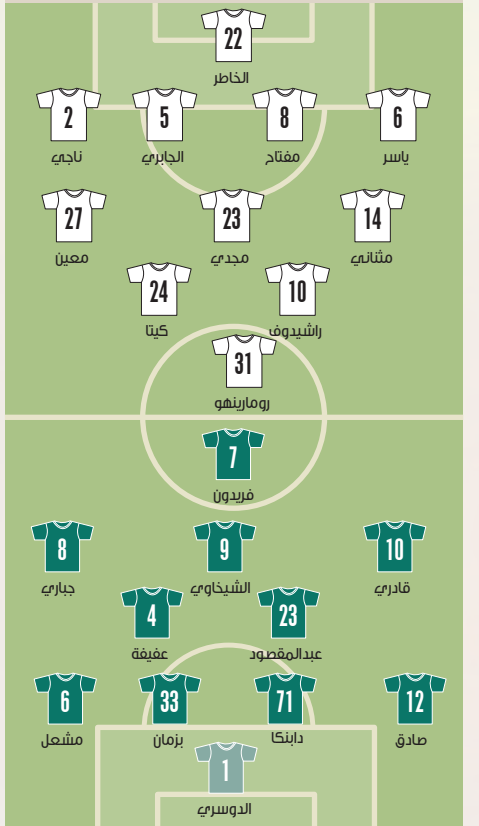 22
الخاطر
6 8 5 2
ياسر مفتاح الجابري ناجي
14 23 27
مثناني مجدي معين
10 24
راشيدوف كيتا
31
رومارينهو
7
فريدون
10 9 8
قادري الشيخاوي جباري
23 4
عبدالمقصود عفيفة
12 71 33 6
صادق دابنكا بزمان مشعل
1
الدوسري